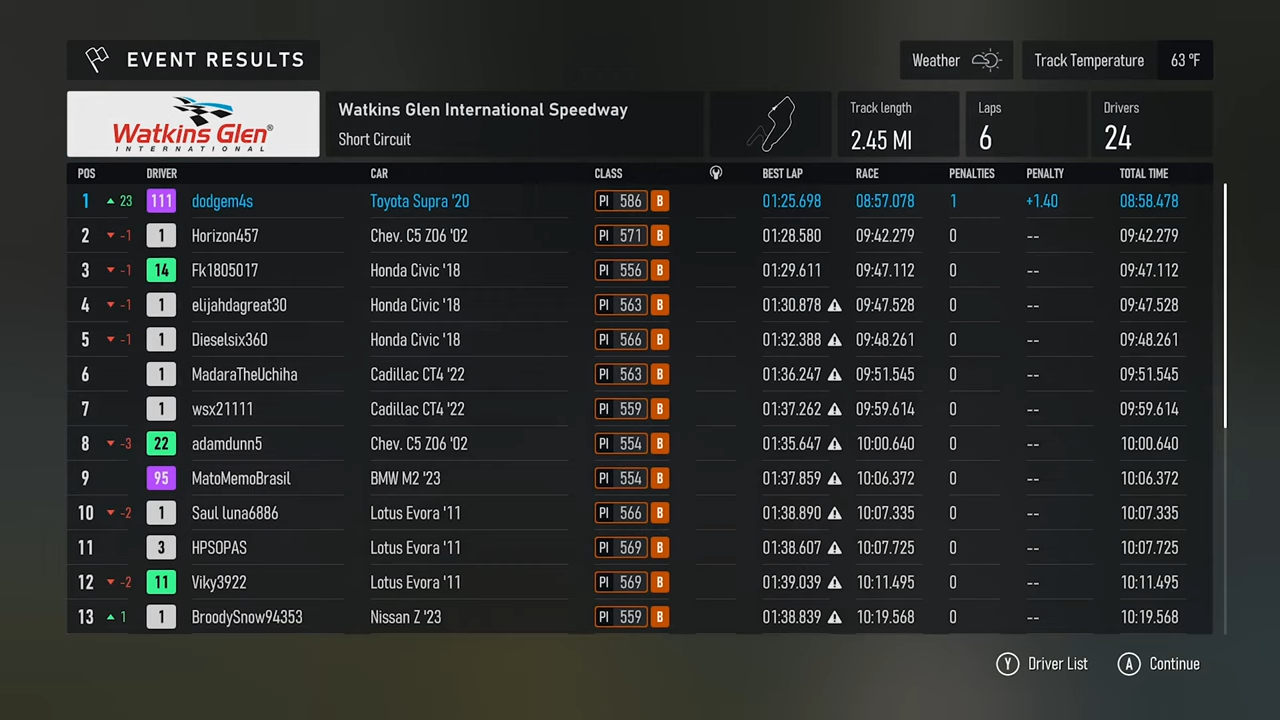 EVENT RESULTS
Weather
Track Temperature 63 °F
Watkins Glen®
INTERNATIONAL
Watkins Glen International Speedway
Short Circuit
Track length
2.45 MI
Laps
6
Drivers
24
POS DRIVER CAR CLASS BEST LAP RACE PENALTIES PENALTY TOTAL TIME
1 23 111 dodgem4s Toyota Supra '20 PI 586 B 01:25.698 08:57.078 1 +1.40 08:58.478
2 -1 1 Horizon457 Chev. C5 Z06 '02 PI 571 B 01:28.580 09:42.279 0 -- 09:42.279
3 -1 14 Fk1805017 Honda Civic '18 PI 556 B 01:29.611 09:47.112 0 -- 09:47.112
4 -1 1 elijahdagreat30 Honda Civic '18 PI 563 B 01:30.878 09:47.528 0 -- 09:47.528
5 -1 1 Dieselsix360 Honda Civic '18 PI 566 B 01:32.388 09:48.261 0 -- 09:48.261
6 1 MadaraTheUchiha Cadillac CT4 '22 PI 563 B 01:36.247 09:51.545 0 -- 09:51.545
7 1 wsx21111 Cadillac CT4 '22 PI 559 B 01:37.262 09:59.614 0 -- 09:59.614
8 -3 22 adamdunn5 Chev. C5 Z06 '02 PI 554 B 01:35.647 10:00.640 0 -- 10:00.640
9 95 MatoMemoBrasil BMW M2 '23 PI 554 B 01:37.859 10:06.372 0 -- 10:06.372
10 -2 1 Saul luna6886 Lotus Evora '11 PI 566 B 01:38.890 10:07.335 0 -- 10:07.335
11 3 HPSOPAS Lotus Evora '11 PI 569 B 01:38.607 10:07.725 0 -- 10:07.725
12 -2 11 Viky3922 Lotus Evora '11 PI 569 B 01:39.039 10:11.495 0 -- 10:11.495
13 1 1 BroodySnow94353 Nissan Z '23 PI 559 B 01:38.839 10:19.568 0 -- 10:19.568
Y Driver List A Continue